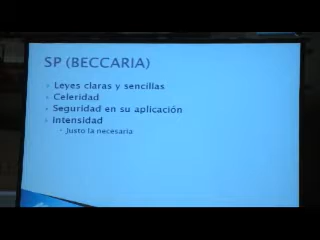 SP (BECCARIA)
Leyes claras y sencillas
Celeridad
Seguridad en su aplicación
Intensidad
Justo la necesaria